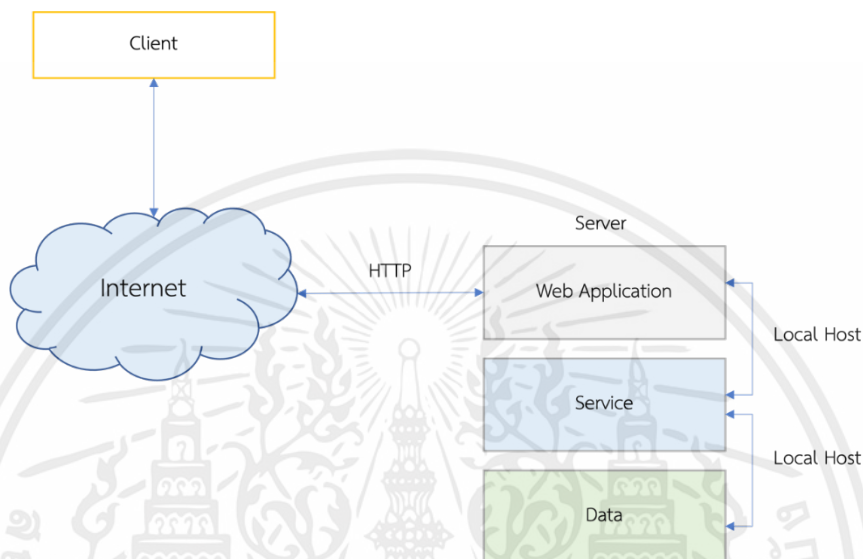 Client
Server
Internet
HTTP
Web Application
Local Host
Service
Local Host
Data